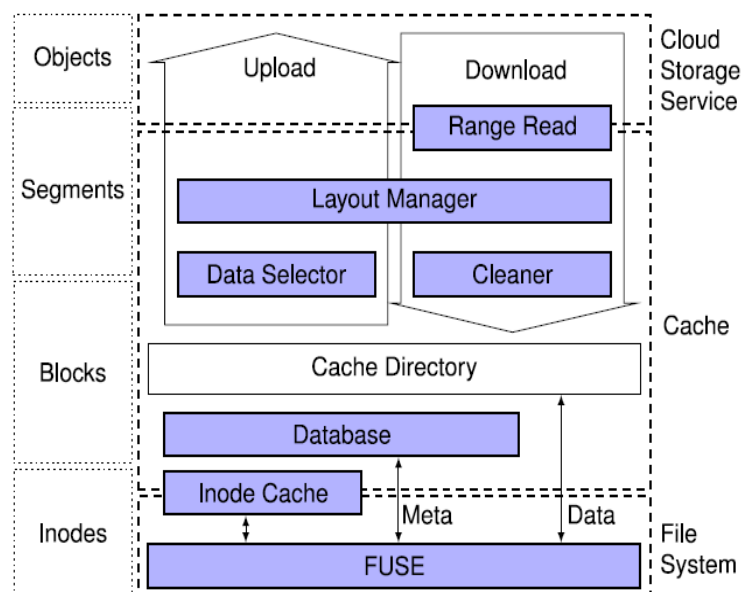 Objects
Upload
Download
Cloud
Storage
Service
Range Read
Segments
Layout Manager
Data Selector
Cleaner
Cache
Blocks
Cache Directory
Database
Inode Cache
Inodes
Meta
Data
File
System
FUSE